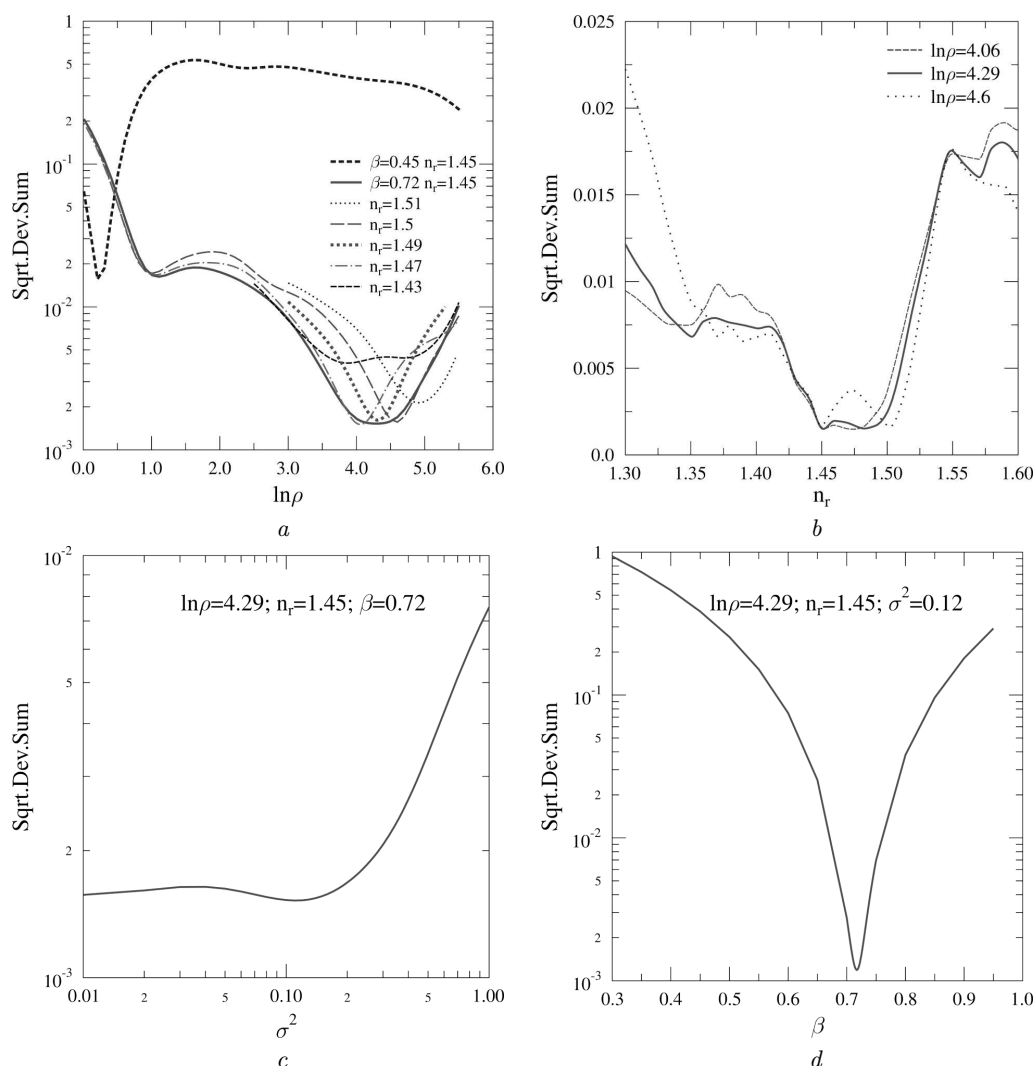 1
5
2
10⁻¹
5
2
10⁻²
5
2
10⁻³
Sqrt.Dev.Sum
β=0.45 nᵣ=1.45
β=0.72 nᵣ=1.45
nᵣ=1.51
nᵣ=1.5
nᵣ=1.49
nᵣ=1.47
nᵣ=1.43
0.0 1.0 2.0 3.0 4.0 5.0 6.0
lnρ
a
0.025
0.02
0.015
0.01
0.005
0.0
Sqrt.Dev.Sum
lnρ=4.06
lnρ=4.29
lnρ=4.6
1.30 1.35 1.40 1.45 1.50 1.55 1.60
nᵣ
b
10⁻²
5
2
10⁻³
Sqrt.Dev.Sum
lnρ=4.29; nᵣ=1.45; β=0.72
0.01 2 5 0.10 2 5 1.00
σ²
c
1
5
2
10⁻¹
5
2
10⁻²
5
2
10⁻³
Sqrt.Dev.Sum
lnρ=4.29; nᵣ=1.45; σ²=0.12
0.3 0.4 0.5 0.6 0.7 0.8 0.9 1.0
β
d